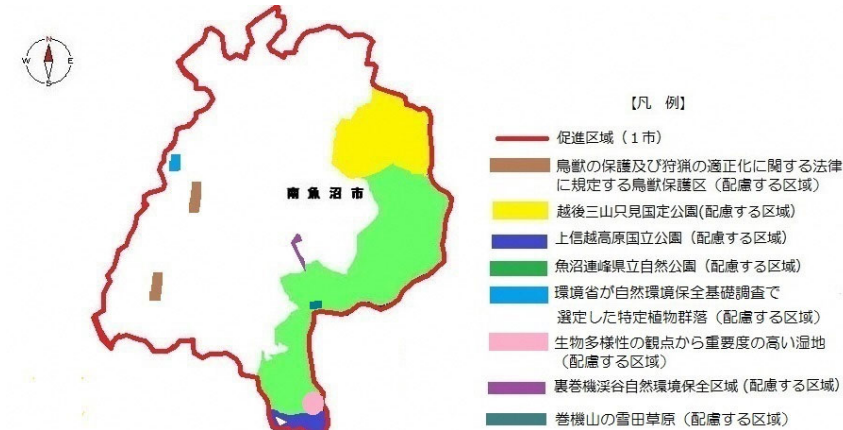 N
W E
S
南魚沼市
【凡 例】
促進区域（１市）
鳥獣の保護及び狩猟の適正化に関する法律
に規定する鳥獣保護区（配慮する区域）
越後三山只見国定公園(配慮する区域)
上信越高原国立公園（配慮する区域）
魚沼連峰県立自然公園（配慮する区域）
環境省が自然環境保全基礎調査で
選定した特定植物群落（配慮する区域）
生物多様性の観点から重要度の高い湿地
（配慮する区域）
裏巻機渓谷自然環境保全区域（配慮する区域）
巻機山の雪田草原（配慮する区域）